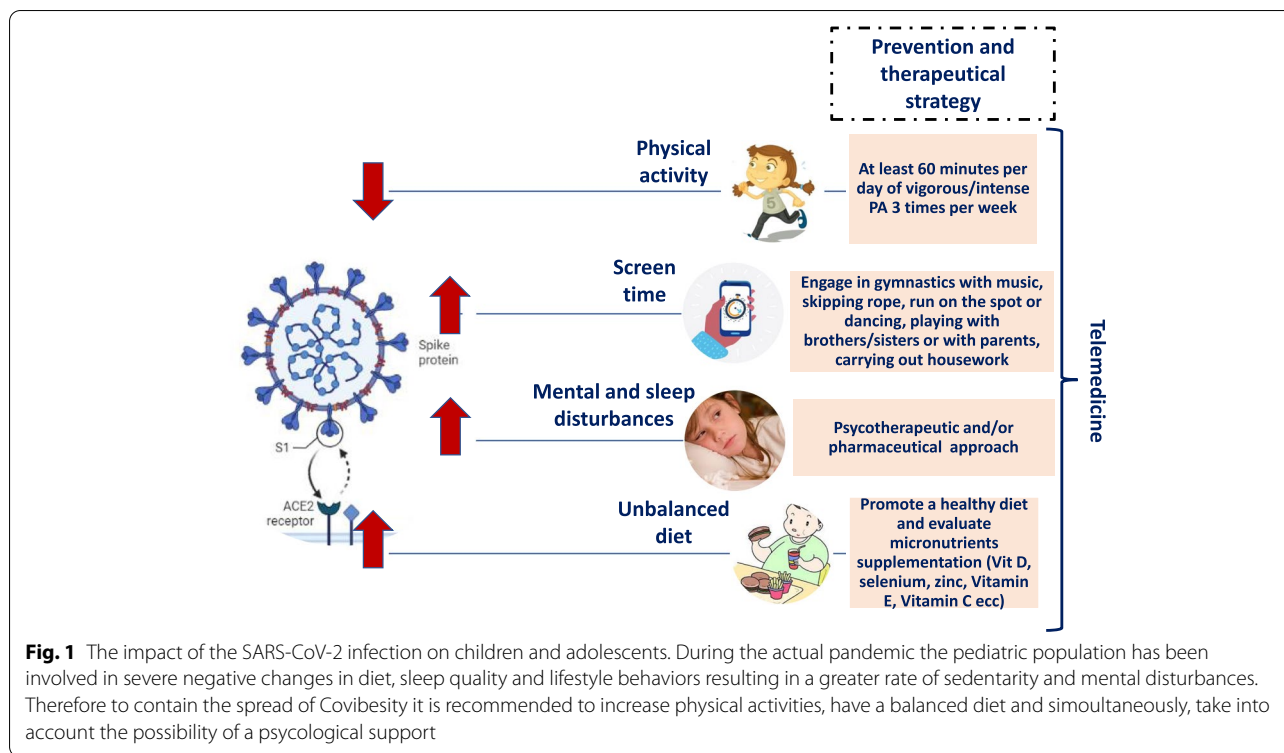 Prevention and
therapeutical
strategy
Physical
activity
5
At least 60 minutes per
day of vigorous/intense
PA 3 times per week
Screen
time
Engage in gymnastics with music,
skipping rope, run on the spot or
dancing, playing with
brothers/sisters or with parents,
carrying out housework
Spike
protein
Mental and sleep
disturbances
Psycotherapeutic and/or
pharmaceutical approach
S1
ACE2
receptor
Unbalanced
diet
Promote a healthy diet
and evaluate
micronutrients
supplementation (Vit D,
selenium, zinc, Vitamin
E, Vitamin C ecc)
Telemedicine
Fig. 1 The impact of the SARS-CoV-2 infection on children and adolescents. During the actual pandemic the pediatric population has been
involved in severe negative changes in diet, sleep quality and lifestyle behaviors resulting in a greater rate of sedentarity and mental disturbances.
Therefore to contain the spread of Covibesity it is recommended to increase physical activities, have a balanced diet and simoultaneously, take into
account the possibility of a psycological support